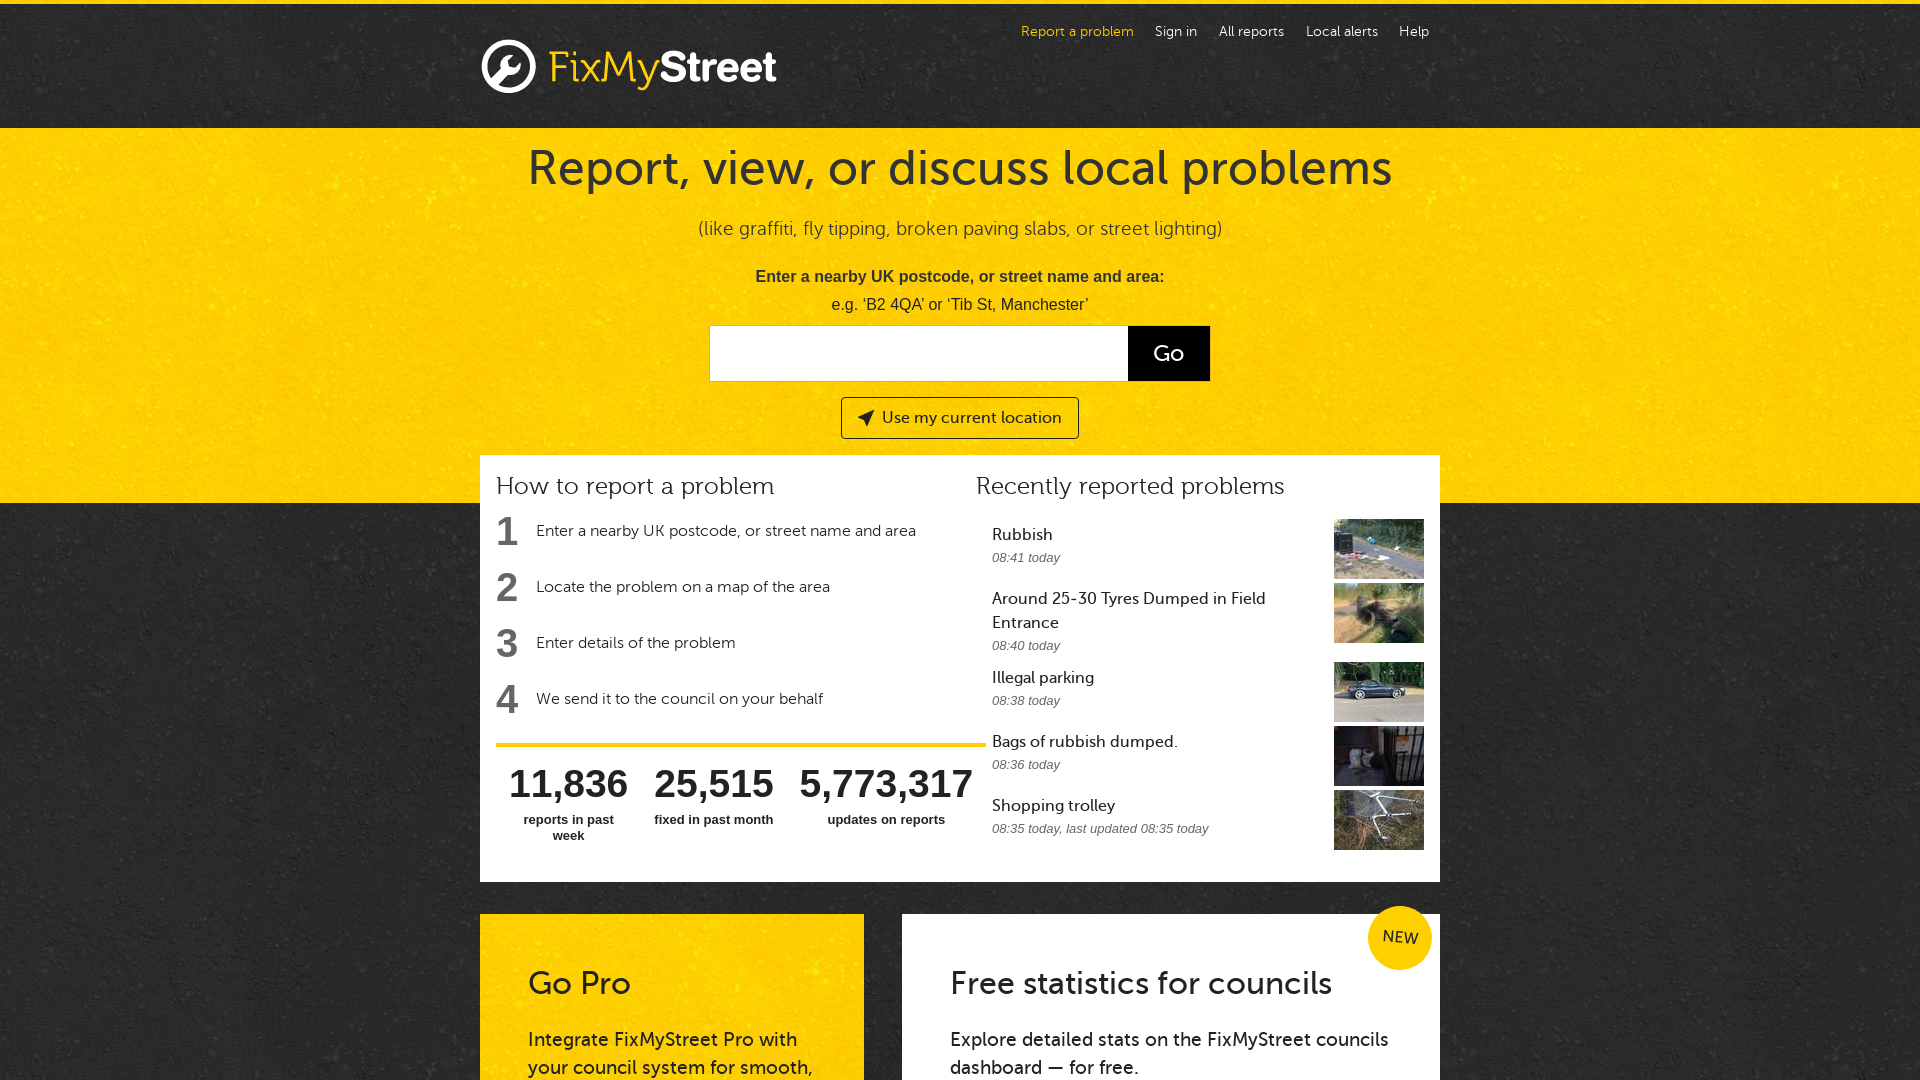 Report a problem
Sign in
All reports
Local alerts
Help
FixMyStreet
Report, view, or discuss local problems
(like graffiti, fly tipping, broken paving slabs, or street lighting)
Enter a nearby UK postcode, or street name and area:
e.g. ‘B2 4QA’ or ‘Tib St, Manchester’
Go
Use my current location
How to report a problem
1 Enter a nearby UK postcode, or street name and area
2 Locate the problem on a map of the area
3 Enter details of the problem
4 We send it to the council on your behalf
11,836
reports in past
week
25,515
fixed in past month
5,773,317
updates on reports
Recently reported problems
Rubbish
08:41 today
Around 25-30 Tyres Dumped in Field
Entrance
08:40 today
Illegal parking
08:38 today
Bags of rubbish dumped.
08:36 today
Shopping trolley
08:35 today, last updated 08:35 today
Go Pro
Integrate FixMyStreet Pro with
your council system for smooth,
NEW
Free statistics for councils
Explore detailed stats on the FixMyStreet councils
dashboard — for free.